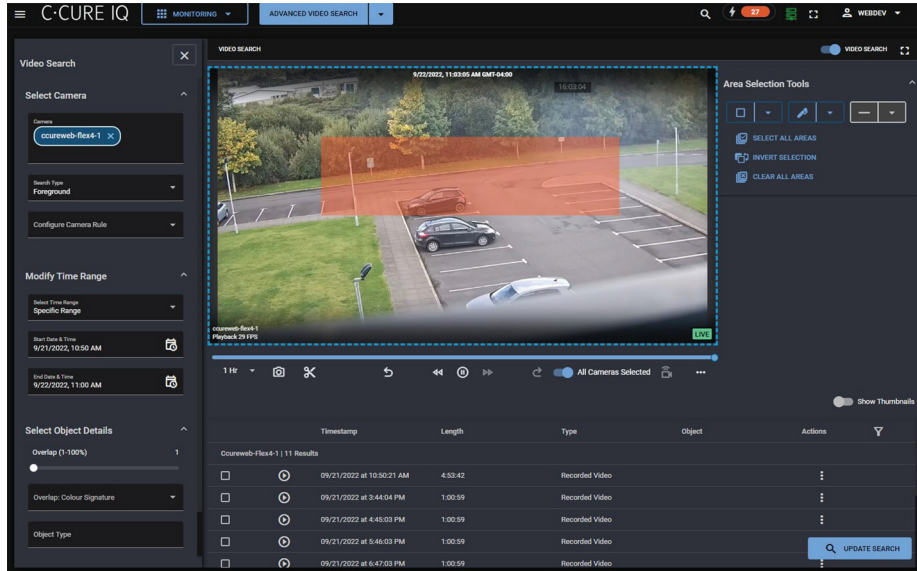 C•CURE IQ
MONITORING
ADVANCED VIDEO SEARCH
27
WEBDEV
Video Search
Select Camera
Camera
ccureweb-flex4-1
Search Type
Foreground
Configure Camera Rule
Modify Time Range
Select Time Range
Specific Range
Start Date & Time
9/21/2022, 10:50 AM
End Date & Time
9/22/2022, 11:00 AM
Select Object Details
Overlap (1-100%) 1
Overlap: Colour Signature
Object Type
VIDEO SEARCH
VIDEO SEARCH
9/22/2022, 11:03:05 AM GMT-04:00
16:03:04
ccureweb-flex4-1
Playback 29 FPS
LIVE
Area Selection Tools
SELECT ALL AREAS
INVERT SELECTION
CLEAR ALL AREAS
1 Hr
All Cameras Selected
Show Thumbnails
Timestamp Length Type Object Actions
Ccureweb-Flex4-1 | 11 Results
09/21/2022 at 10:50:21 AM 4:53:42 Recorded Video
09/21/2022 at 3:44:04 PM 1:00:59 Recorded Video
09/21/2022 at 4:45:03 PM 1:00:59 Recorded Video
09/21/2022 at 5:46:03 PM 1:00:59 Recorded Video
09/21/2022 at 6:47:03 PM 1:00:59 Recorded Video
UPDATE SEARCH